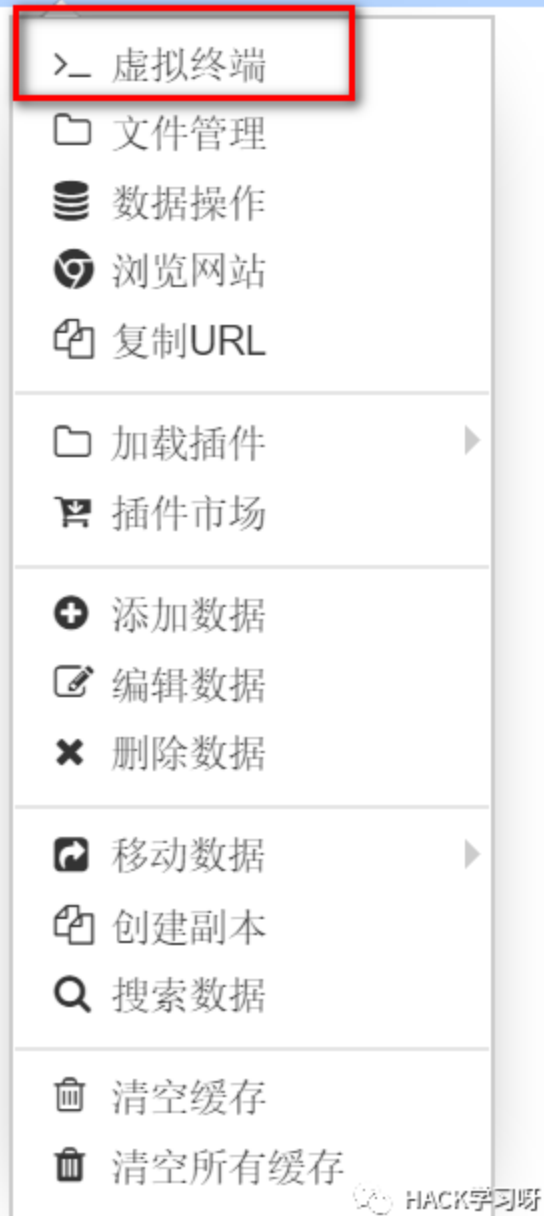 >_ 虚拟终端
文件管理
数据操作
浏览网站
复制URL
加载插件
插件市场
添加数据
编辑数据
删除数据
移动数据
创建副本
搜索数据
清空缓存
清空所有缓存
HACK学习呀